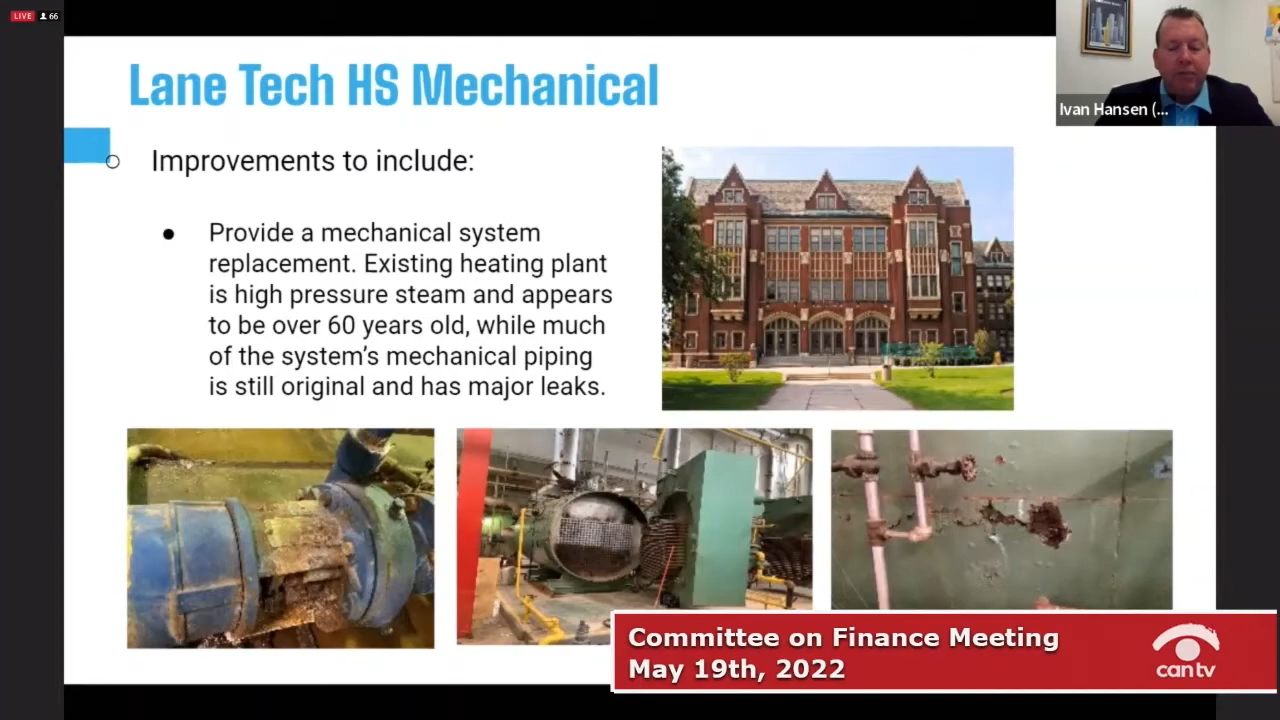 LIVE 66
Lane Tech HS Mechanical
Ivan Hansen (...
Improvements to include:
Provide a mechanical system
replacement. Existing heating plant
is high pressure steam and appears
to be over 60 years old, while much
of the system's mechanical piping
is still original and has major leaks.
Committee on Finance Meeting
May 19th, 2022
can tv